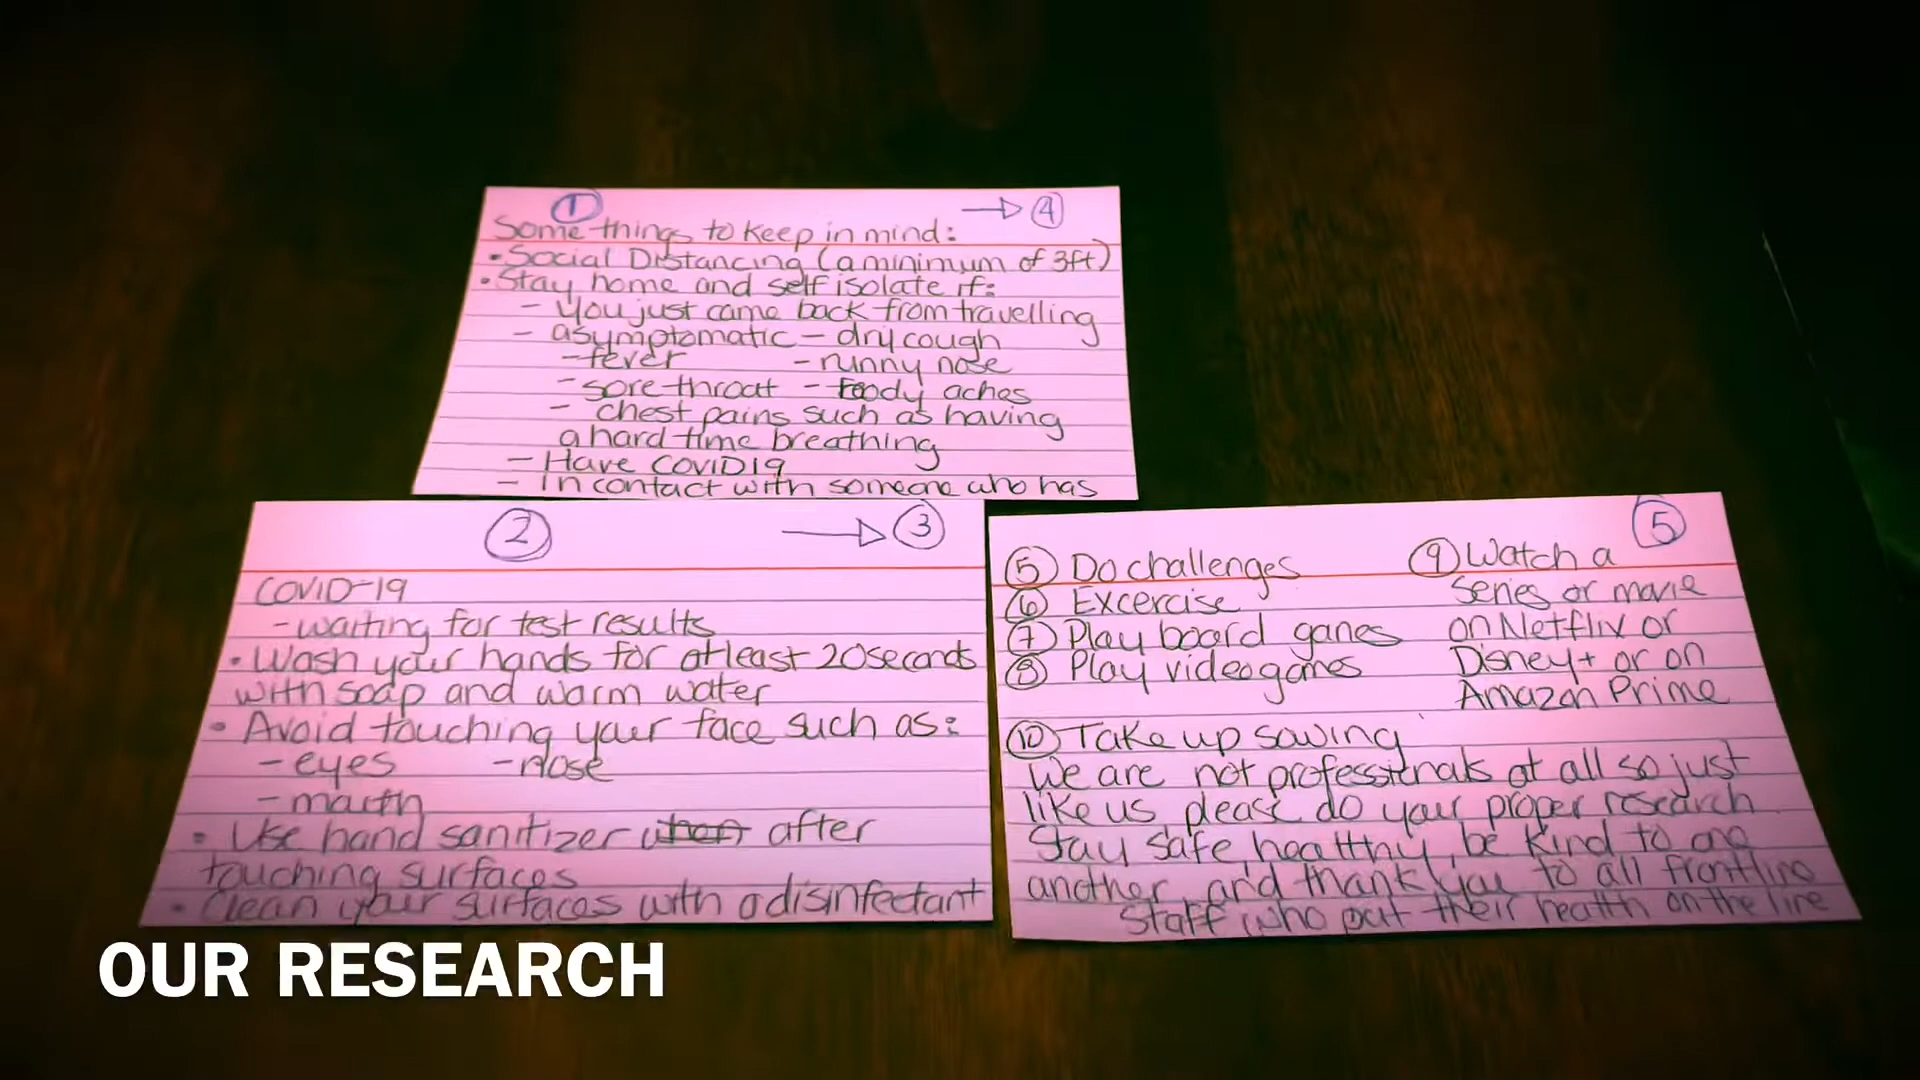 ① → ④
Some things to keep in mind:
• Social Distancing (a minimum of 3ft)
• Stay home and self isolate if:
- You just came back from travelling
- asymptomatic - dry cough
- fever - runny nose
- sore throat - body aches
- chest pains such as having
a hard time breathing
- Have COVID19
- In contact with someone who has
② → ③
COVID-19
- waiting for test results
• Wash your hands for atleast 20seconds
with soap and warm water
• Avoid touching your face such as:
- eyes - nose
- mouth
• Use hand sanitizer when after
touching surfaces
• Clean your surfaces with a disinfectant
⑤
⑤ Do challenges
⑥ Excercise
⑦ Play board games
⑧ Play videogames
⑨ Watch a
series or movie
on Netflix or
Disney+ or on
Amazon Prime
⑩ Take up sowing
We are not professionals at all so just
like us please do your proper research
Stay safe, healthy, be kind to one
another, and thank you to all frontline
staff who put their health on the line
OUR RESEARCH